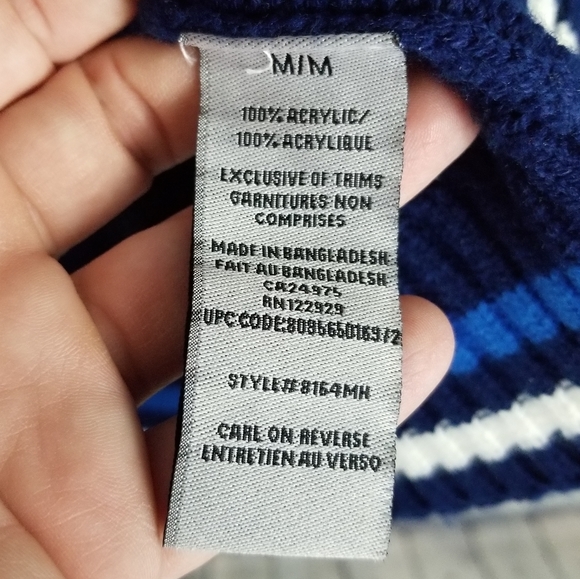 M/M
100% ACRYLIC/
100% ACRYLIQUE
EXCLUSIVE OF TRIMS
GARNITURES NON
COMPRISES
MADE IN BANGLADESH
FAIT AU BANGLADESH
CA24975
RN122929
UPC CODE:
STYLE# 8164MH
CARE ON REVERSE
ENTRETIEN AU VERSO